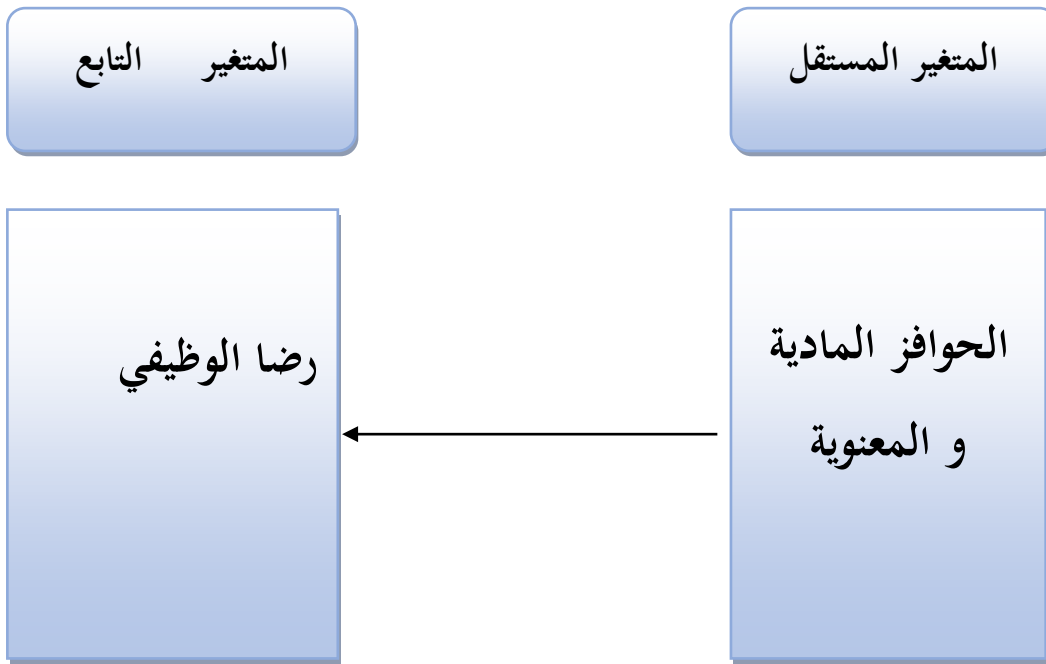 المتغير المستقل
المتغير التابع
الحوافز المادية
و المعنوية
رضا الوظيفي